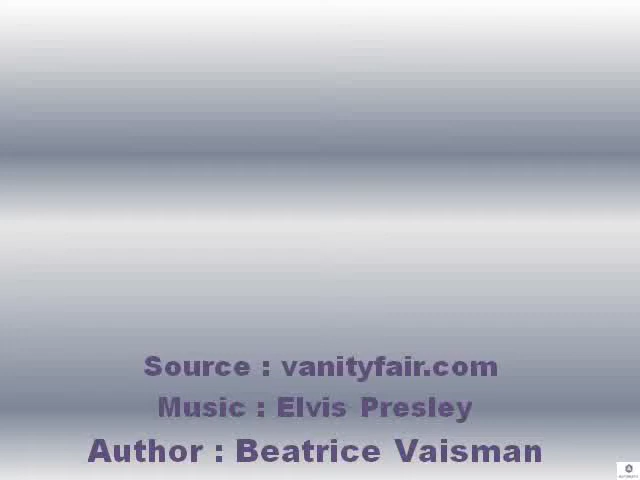 Source : vanityfair.com
Music : Elvis Presley
Author : Beatrice Vaisman